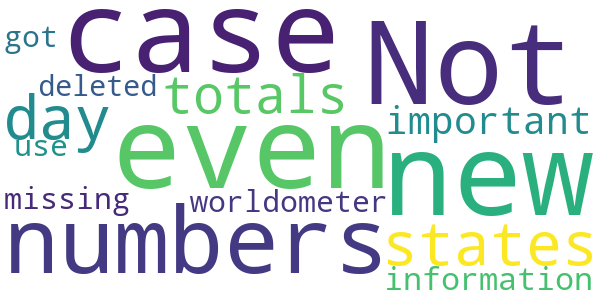 got case Not
deleted totals
day important
use even new
missing worldometer
numbers states
information